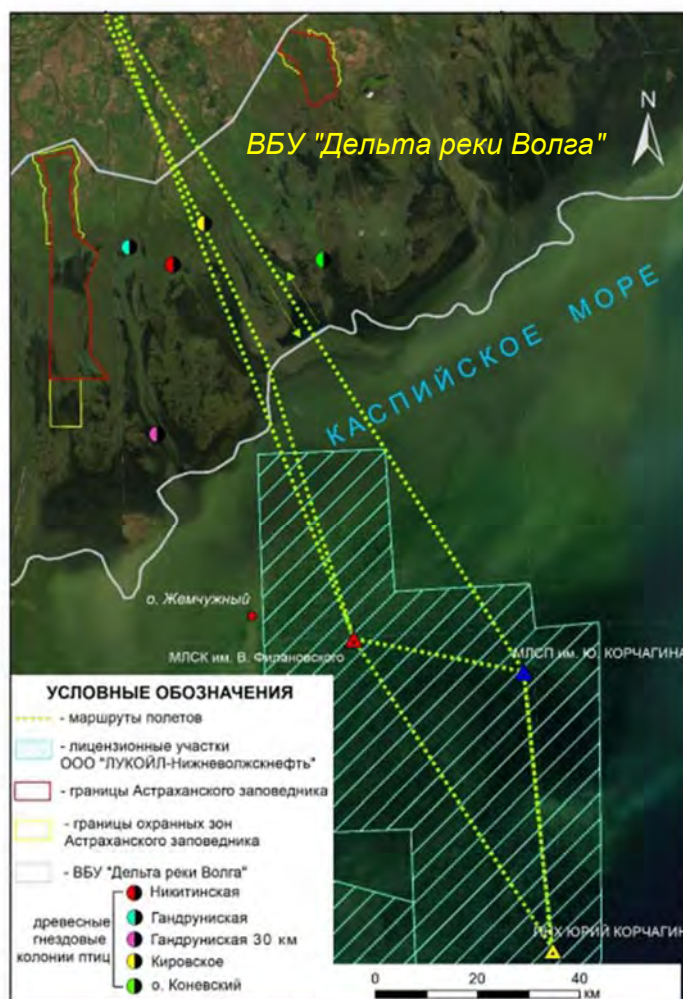 ВБУ "Дельта реки Волга"
N
КАСПИЙСКОЕ МОРЕ
о. Жемчужный
МЛСК им. В. Филановского
МЛСП им. Ю. КОРЧАГИНА
УСЛОВНЫЕ ОБОЗНАЧЕНИЯ
- маршруты полетов
- лицензионные участки
ООО "ЛУКОЙЛ-Нижневолжскнефть"
- границы Астраханского заповедника
- границы охранных зон
Астраханского заповедника
- ВБУ "Дельта реки Волга"
древесные
гнездовые
колонии птиц
Никитинская
Гандруниская
Гандруниская 30 км
Кировское
о. Коневский
ЮРИЙ КОРЧАГИН
0 20 40
км